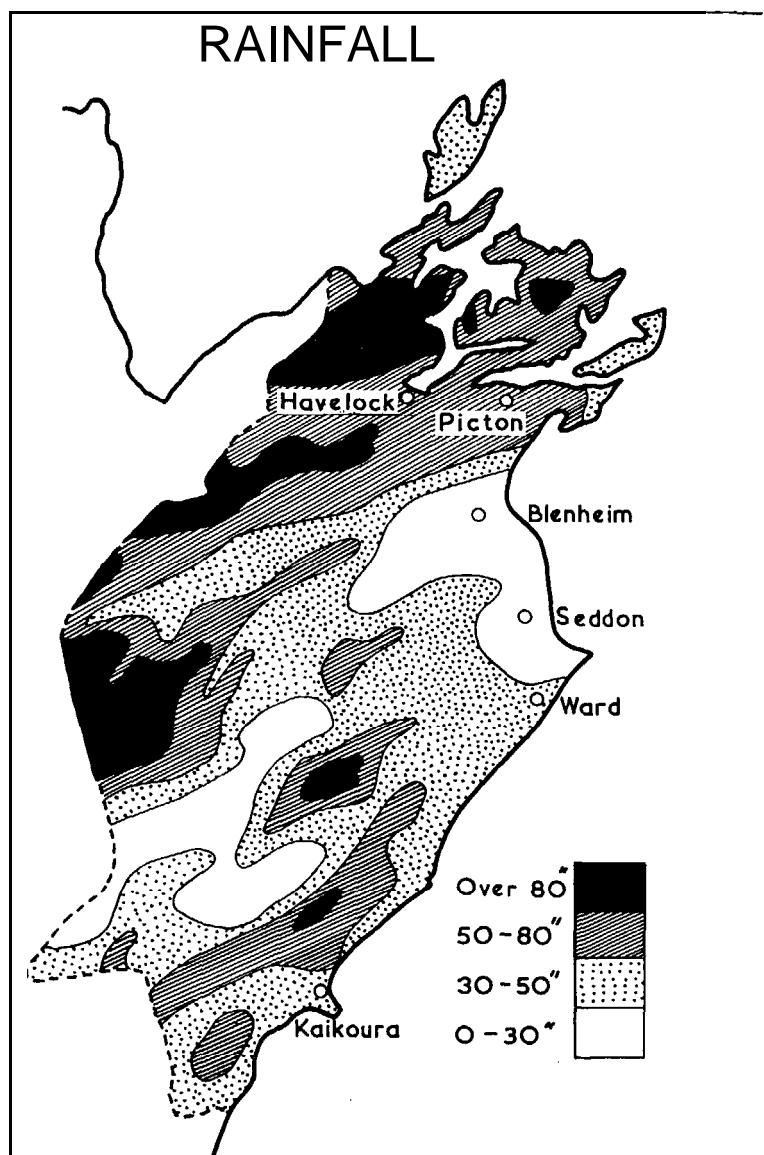 RAINFALL
Havelock
Picton
Blenheim
Seddon
Ward
Over 80"
50-80"
30-50"
0-30"
Kaikoura